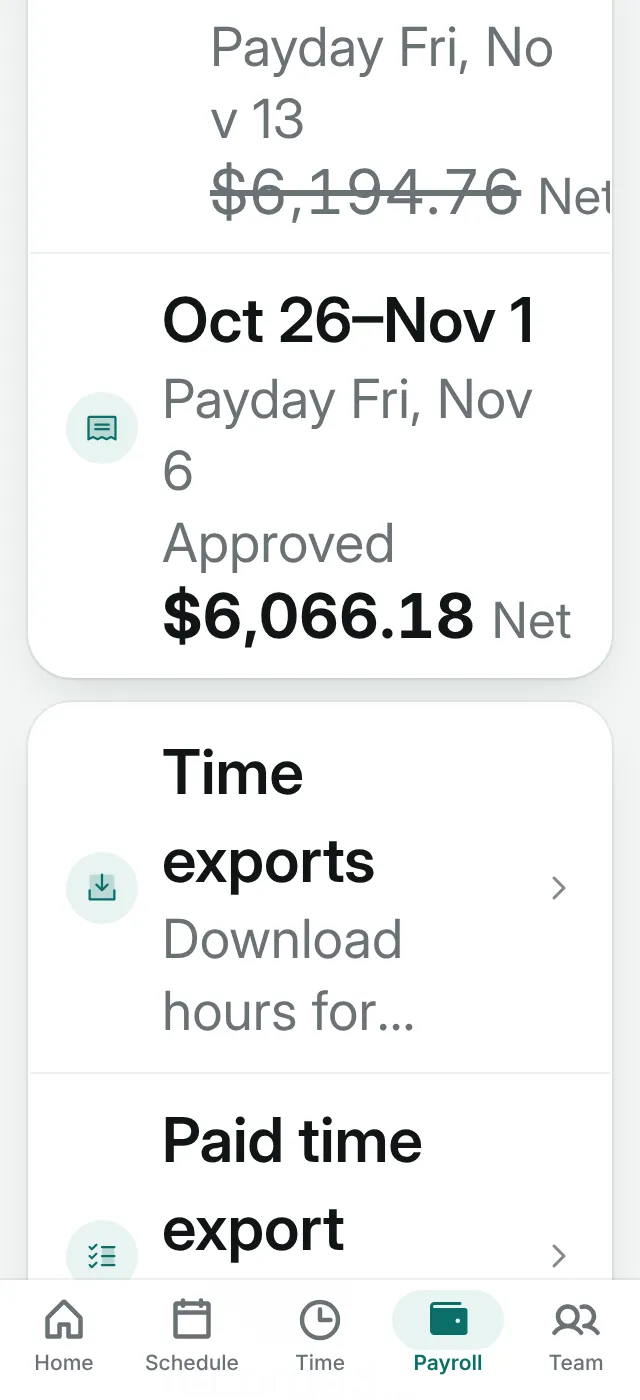 Payday Fri, No
v 13
$6,194.76 Net
Oct 26–Nov 1
Payday Fri, Nov
6
Approved
$6,066.18 Net
Time
exports
Download
hours for...
Paid time
export
Home
Schedule
Time
Payroll
Team